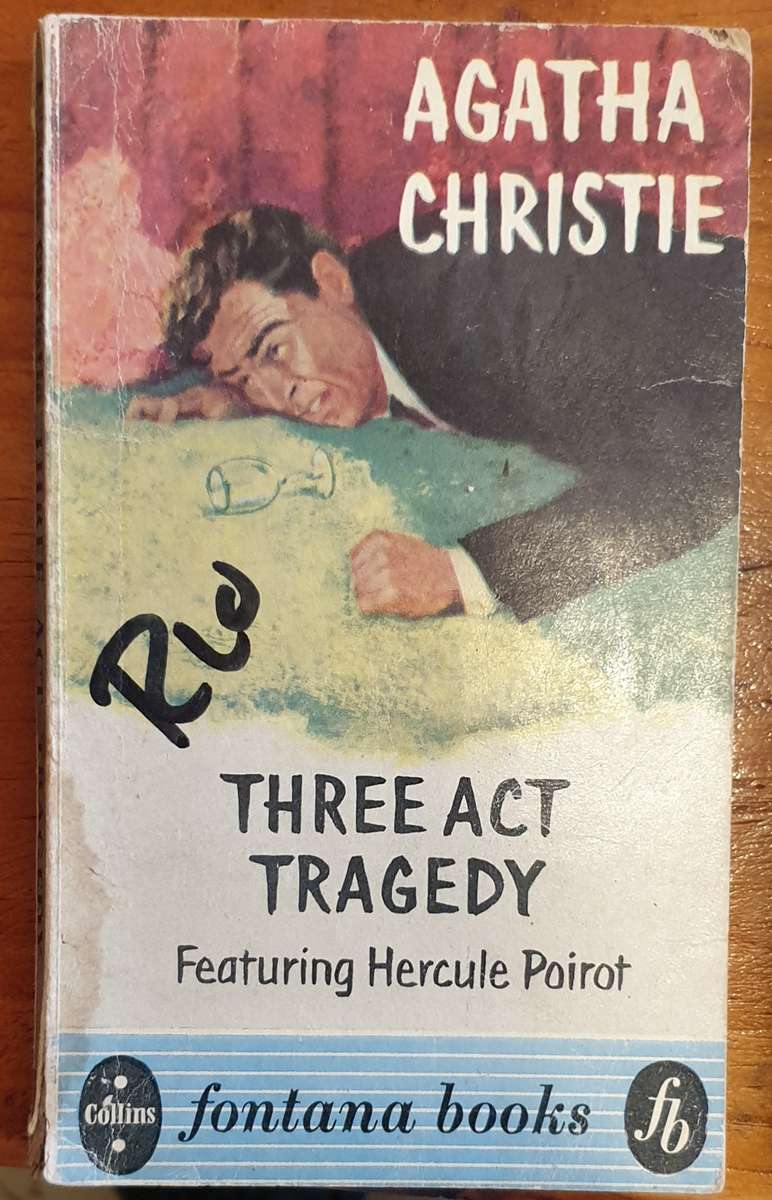 AGATHA
CHRISTIE
THREE ACT
TRAGEDY
Featuring Hercule Poirot
Collins
fontana books
fb